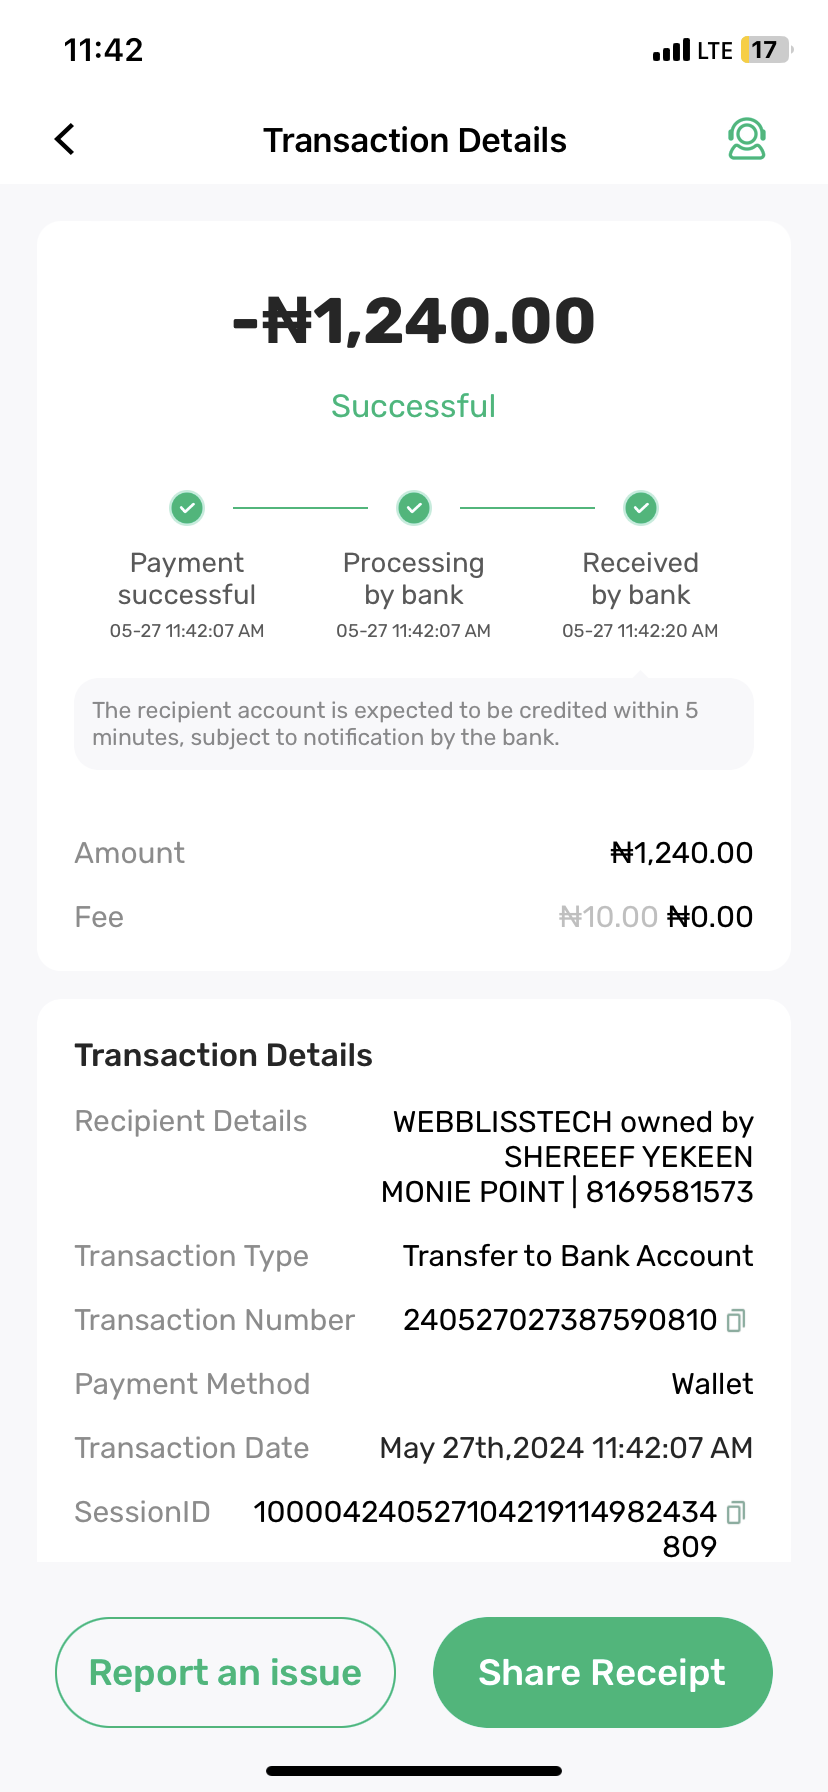 11:42
LTE 17
Transaction Details
-₦1,240.00
Successful
Payment successful
05-27 11:42:07 AM
Processing by bank
05-27 11:42:07 AM
Received by bank
05-27 11:42:20 AM
The recipient account is expected to be credited within 5
minutes, subject to notification by the bank.
Amount ₦1,240.00
Fee ₦10.00 ₦0.00
Transaction Details
Recipient Details WEBBLISSTECH owned by
SHEREEF YEKEEN
MONIE POINT | 8169581573
Transaction Type Transfer to Bank Account
Transaction Number 240527027387590810
Payment Method Wallet
Transaction Date May 27th,2024 11:42:07 AM
SessionID 100004240527104219114982434
809
Report an issue
Share Receipt